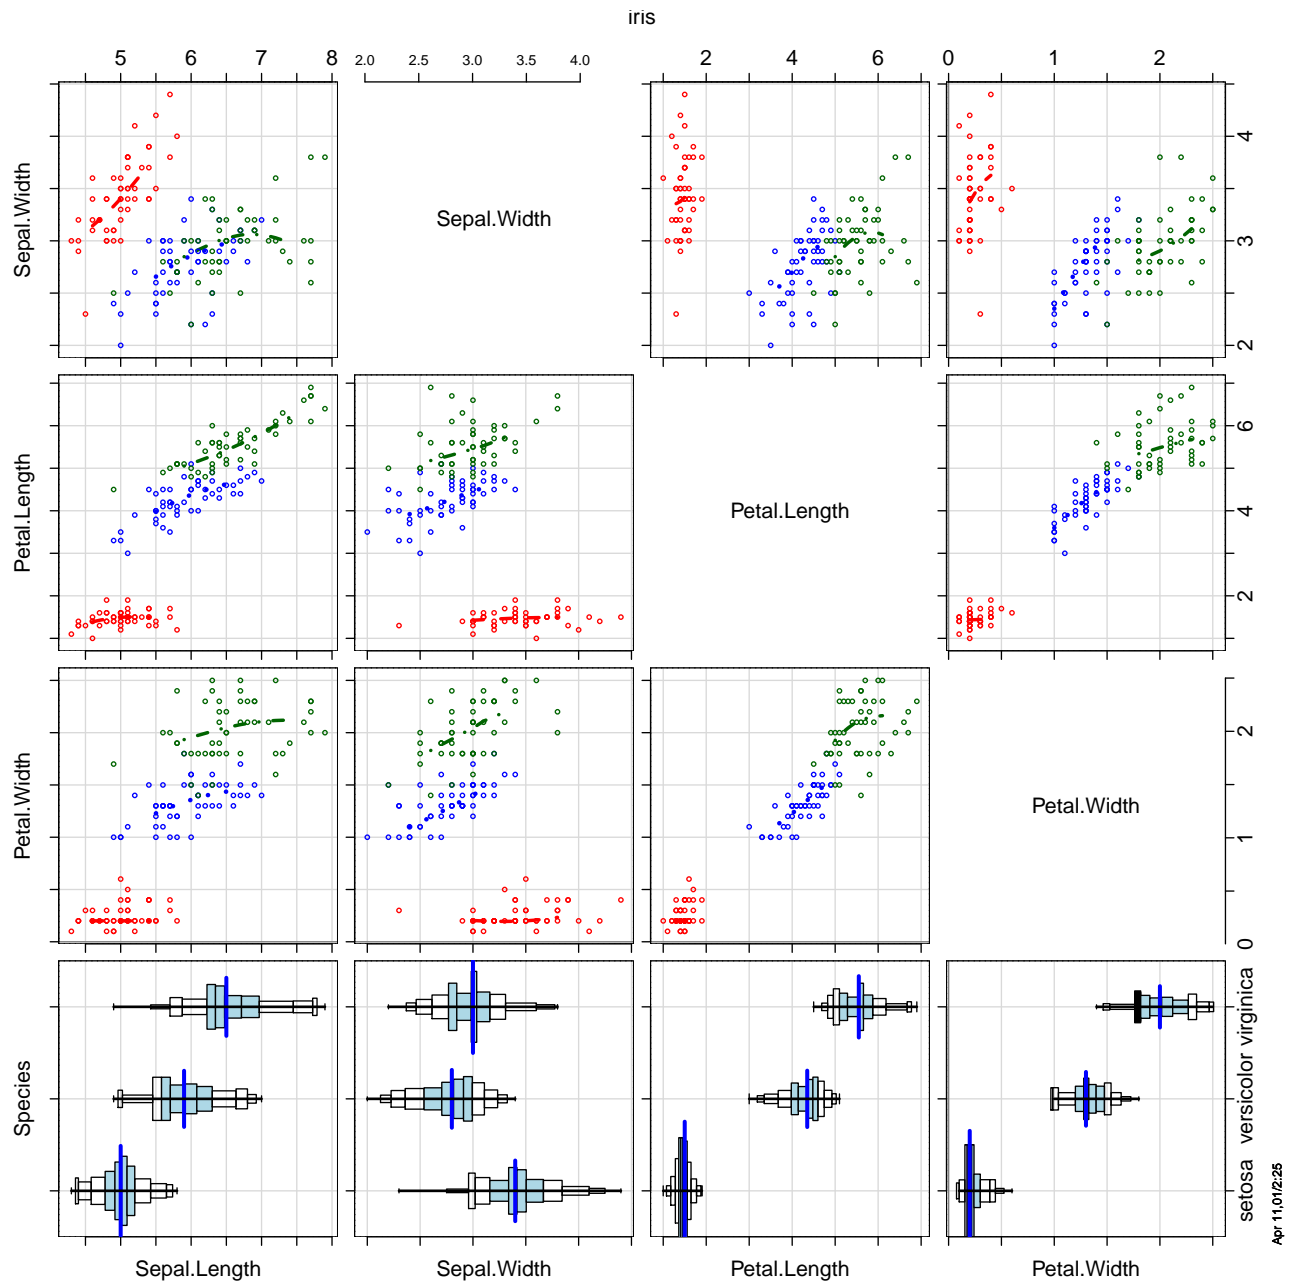 iris
5 6 7 8 2.0 2.5 3.0 4.0 2 4 6 0 1 2
Sepal.Width
Sepal.Width
2 3 4
Petal.Length
Petal.Length
2 4 6
Petal.Width
Petal.Width
0 1 2
Species
setosa versicolor virginica
Sepal.Length Sepal.Width Petal.Length Petal.Width
Apr 11,01/2:25